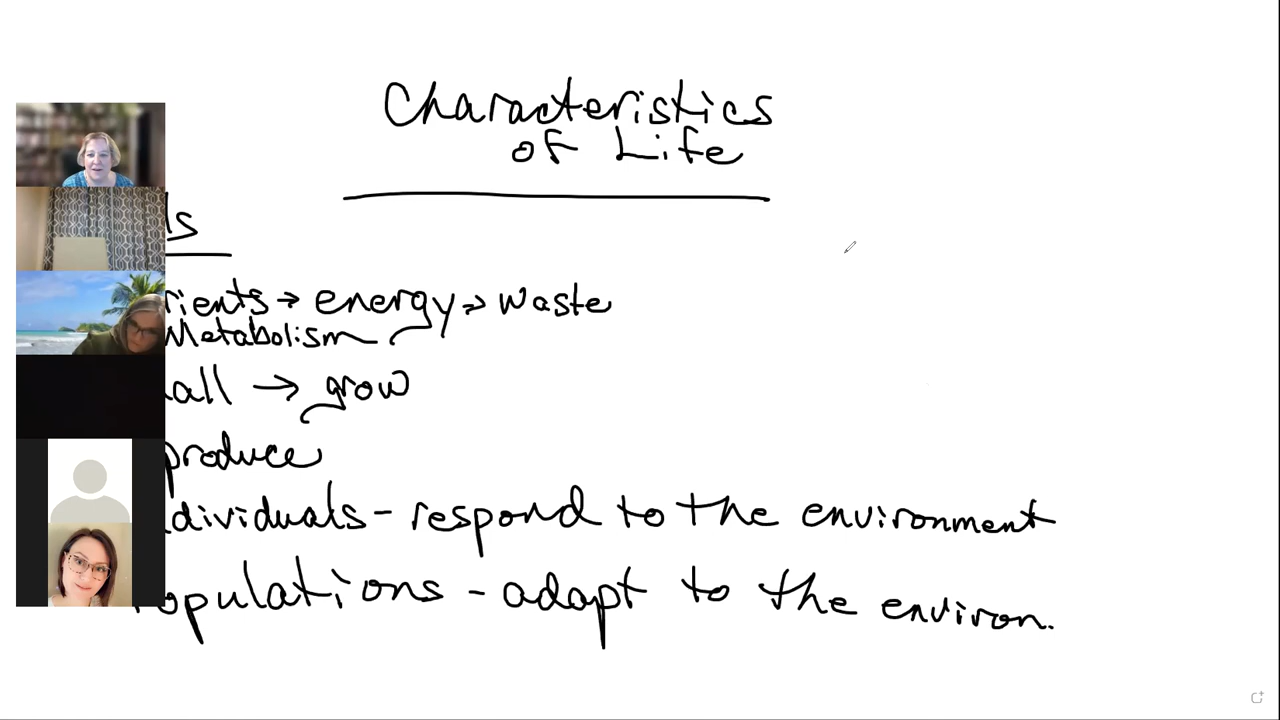 Characteristics
of Life
ls
rients → energy → waste
Metabolism
all → grow
produce
dividuals - respond to the environment
opulations - adapt to the environ.